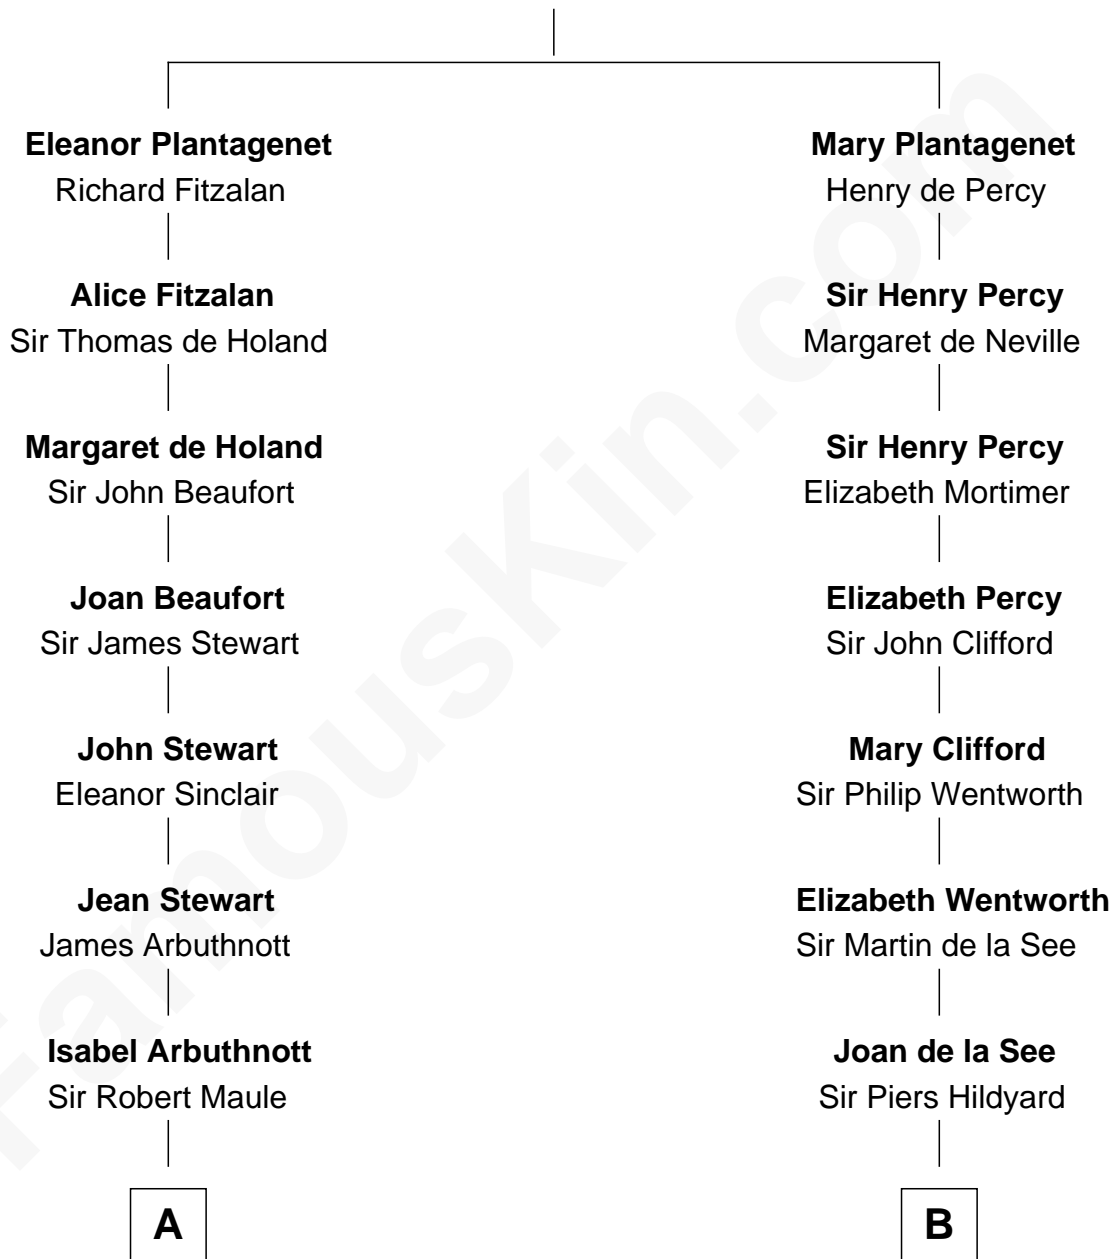 Eleanor Plantagenet
Richard Fitzalan
Alice Fitzalan
Sir Thomas de Holand
Margaret de Holand
Sir John Beaufort
Joan Beaufort
Sir James Stewart
John Stewart
Eleanor Sinclair
Jean Stewart
James Arbuthnott
Isabel Arbuthnott
Sir Robert Maule
A
Mary Plantagenet
Henry de Percy
Sir Henry Percy
Margaret de Neville
Sir Henry Percy
Elizabeth Mortimer
Elizabeth Percy
Sir John Clifford
Mary Clifford
Sir Philip Wentworth
Elizabeth Wentworth
Sir Martin de la See
Joan de la See
Sir Piers Hildyard
B
FamousKin.com